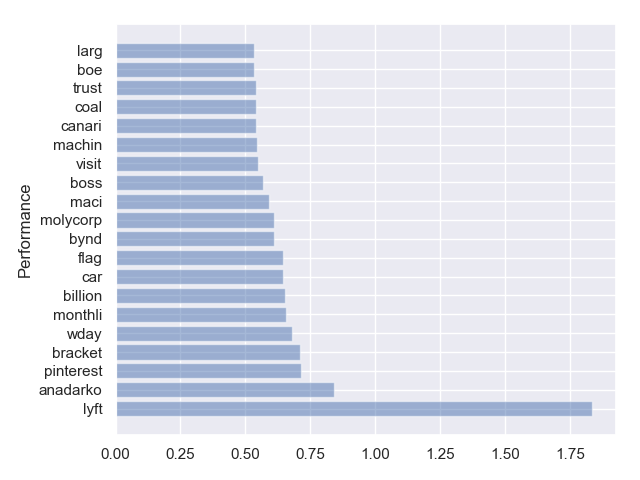 larg
boe
trust
coal
canari
machin
visit
boss
maci
molycorp
bynd
flag
car
billion
monthli
wday
bracket
pinterest
anadarko
lyft
Performance
0.00 0.25 0.50 0.75 1.00 1.25 1.50 1.75